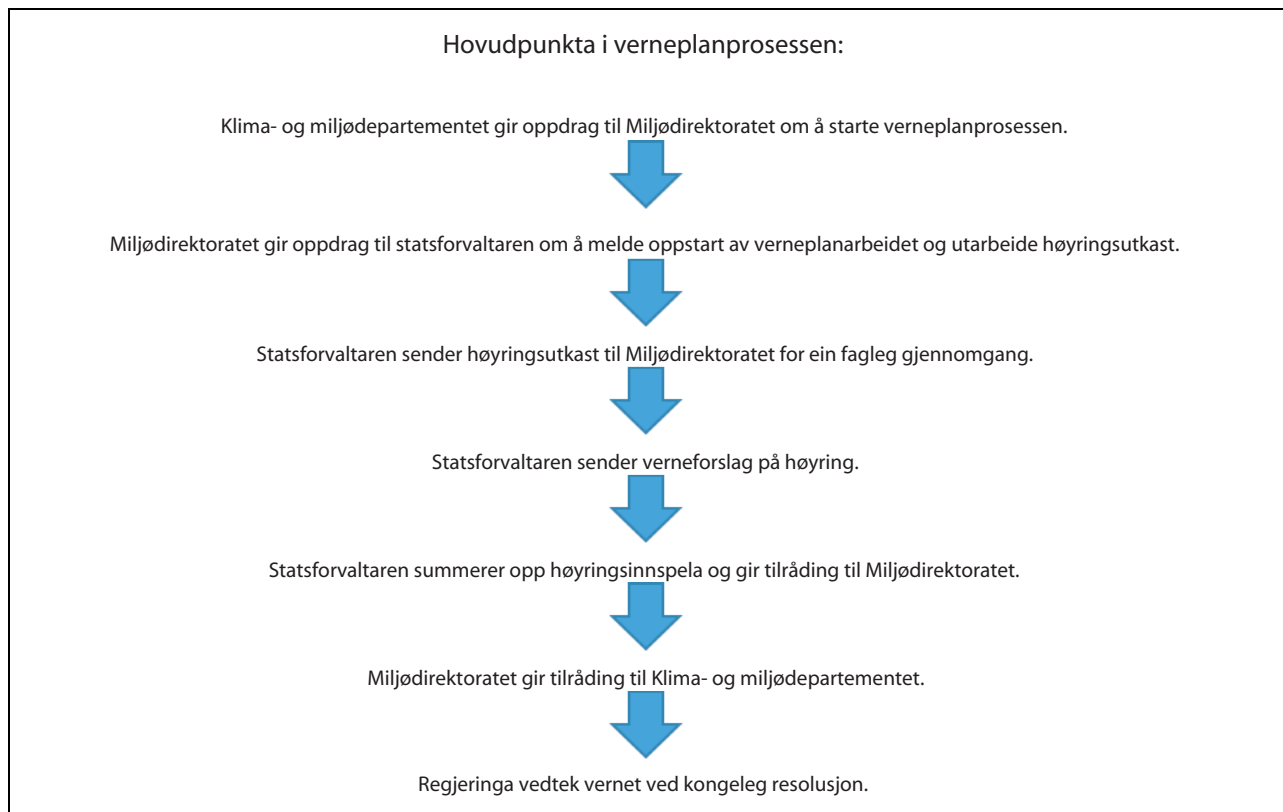 Hovudpunkta i verneplanprosessen:
Klima- og miljødepartementet gir oppdrag til Miljødirektoratet om å starte verneplanprosessen.
Miljødirektoratet gir oppdrag til statsforvaltaren om å melde oppstart av verneplanarbeidet og utarbeide høyringsutkast.
Statsforvaltaren sender høyringsutkast til Miljødirektoratet for ein fagleg gjennomgang.
Statsforvaltaren sender verneforslag på høyring.
Statsforvaltaren summerer opp høyringsinnspela og gir tilråding til Miljødirektoratet.
Miljødirektoratet gir tilråding til Klima- og miljødepartementet.
Regjeringa vedtek vernet ved kongeleg resolusjon.